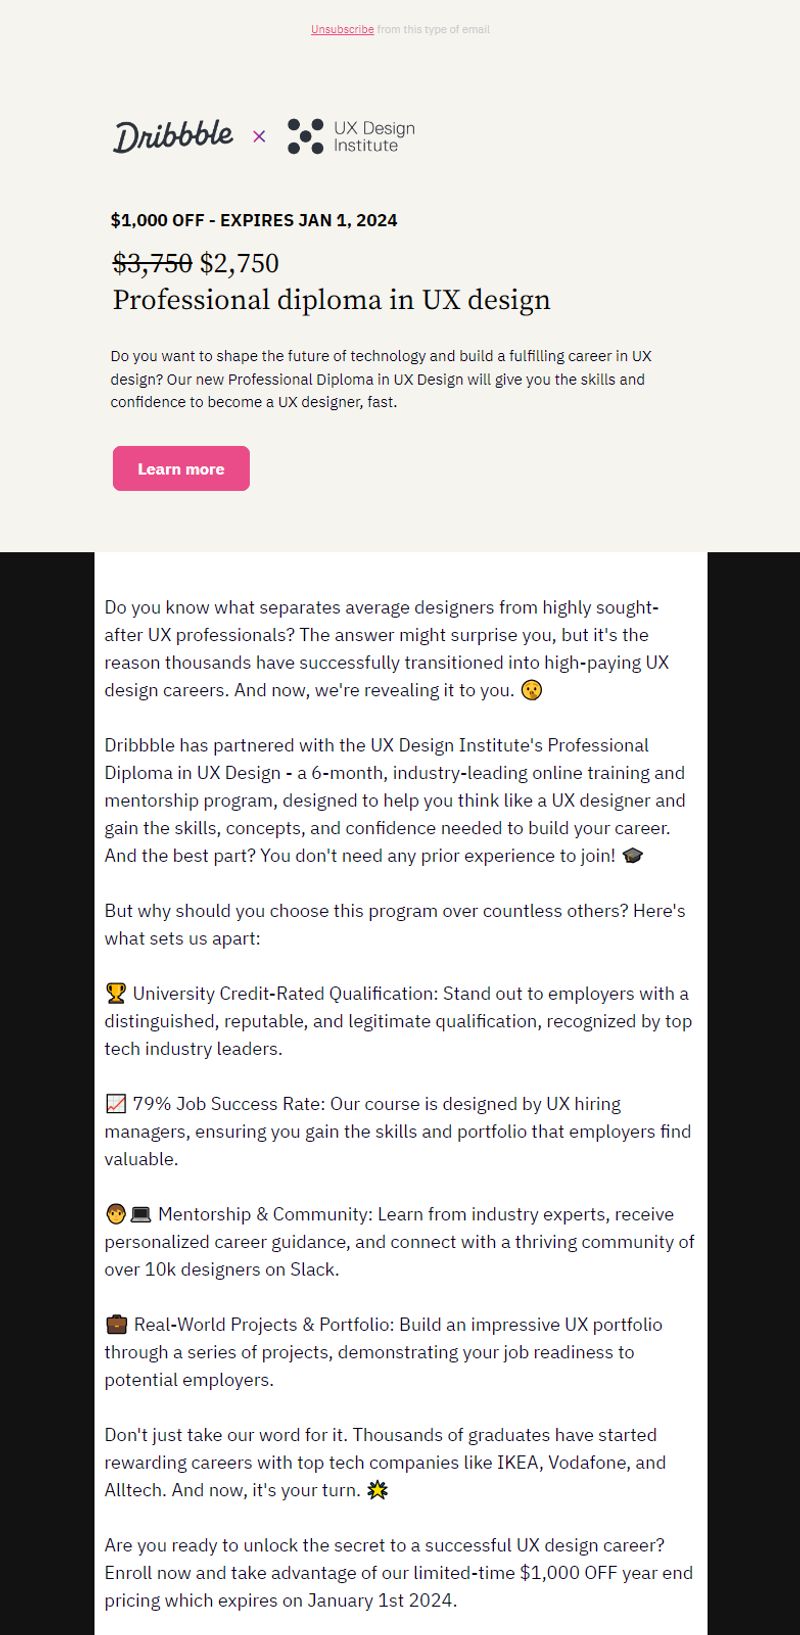 Unsubscribe from this type of email
Dribbble × UX Design
Institute
$1,000 OFF - EXPIRES JAN 1, 2024
$3,750 $2,750
Professional diploma in UX design
Do you want to shape the future of technology and build a fulfilling career in UX
design? Our new Professional Diploma in UX Design will give you the skills and
confidence to become a UX designer, fast.
Learn more
Do you know what separates average designers from highly sought-
after UX professionals? The answer might surprise you, but it's the
reason thousands have successfully transitioned into high-paying UX
design careers. And now, we're revealing it to you. 😯
Dribbble has partnered with the UX Design Institute's Professional
Diploma in UX Design - a 6-month, industry-leading online training and
mentorship program, designed to help you think like a UX designer and
gain the skills, concepts, and confidence needed to build your career.
And the best part? You don't need any prior experience to join! 🎓
But why should you choose this program over countless others? Here's
what sets us apart:
🏆 University Credit-Rated Qualification: Stand out to employers with a
distinguished, reputable, and legitimate qualification, recognized by top
tech industry leaders.
📈 79% Job Success Rate: Our course is designed by UX hiring
managers, ensuring you gain the skills and portfolio that employers find
valuable.
🧑💻 Mentorship & Community: Learn from industry experts, receive
personalized career guidance, and connect with a thriving community of
over 10k designers on Slack.
💼 Real-World Projects & Portfolio: Build an impressive UX portfolio
through a series of projects, demonstrating your job readiness to
potential employers.
Don't just take our word for it. Thousands of graduates have started
rewarding careers with top tech companies like IKEA, Vodafone, and
Alltech. And now, it's your turn. 🌟
Are you ready to unlock the secret to a successful UX design career?
Enroll now and take advantage of our limited-time $1,000 OFF year end
pricing which expires on January 1st 2024.